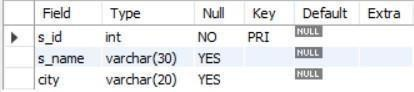 Field Type Null Key Default Extra
s_id int NO PRI NULL
s_name varchar(30) YES NULL
city varchar(20) YES NULL